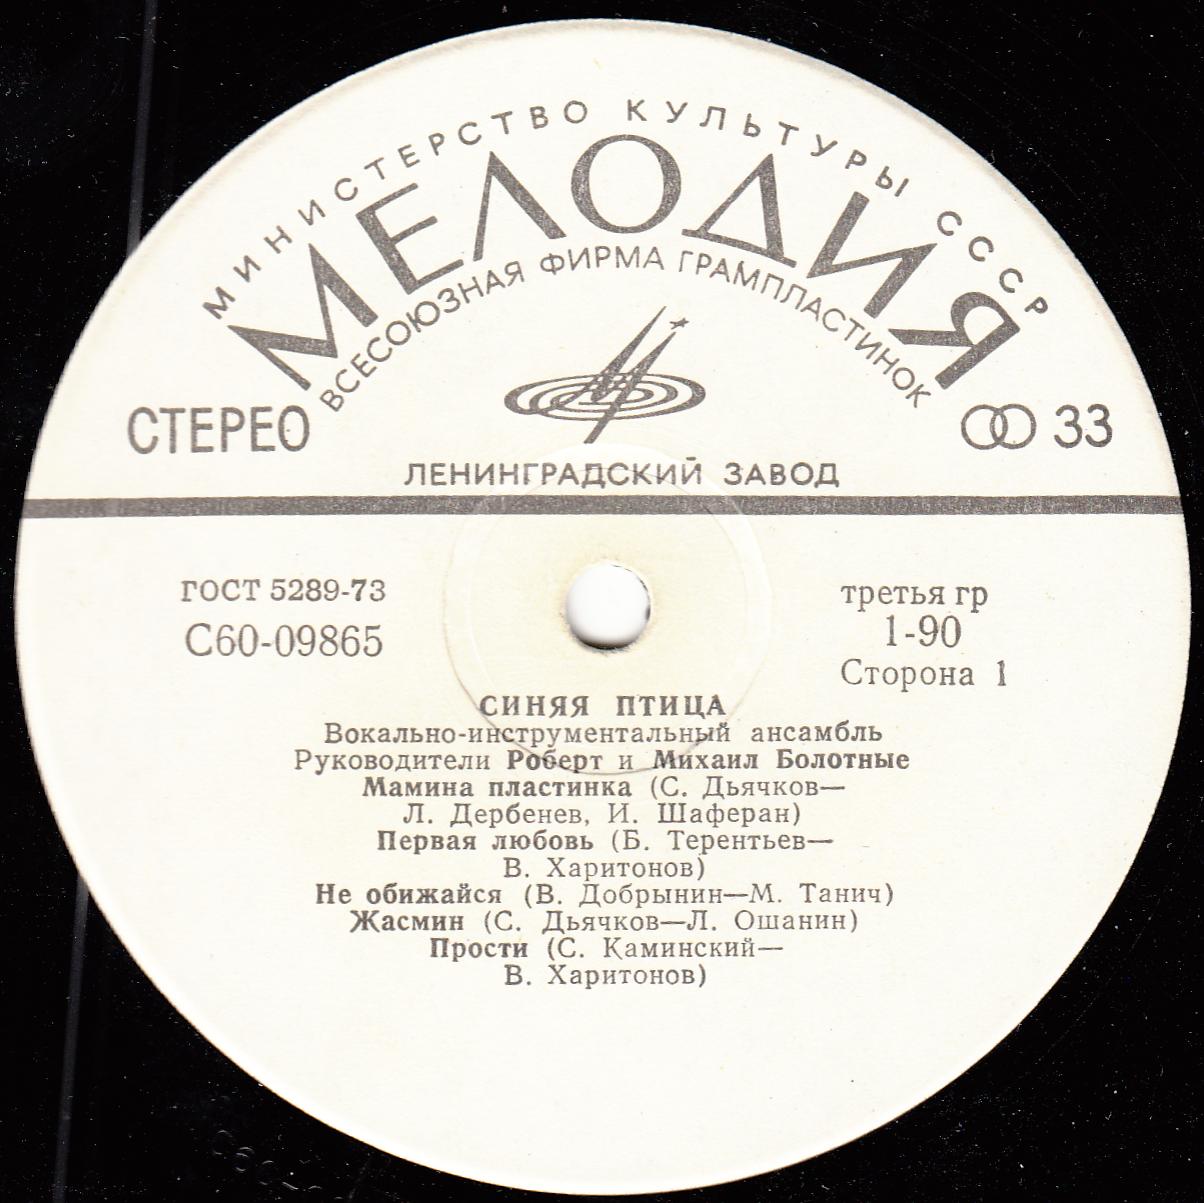 МИНИСТЕРСТВО КУЛЬТУРЫ СССР
МЕЛОДИЯ
ВСЕСОЮЗНАЯ ФИРМА ГРАМПЛАСТИНОК
СТЕРЕО
33
ЛЕНИНГРАДСКИЙ ЗАВОД
ГОСТ 5289-73
С60-09865
третья гр
1-90
Сторона 1
СИНЯЯ ПТИЦА
Вокально-инструментальный ансамбль
Руководители Роберт и Михаил Болотные
Мамина пластинка (С. Дьячков—
Л. Дербенев, И. Шаферан)
Первая любовь (Б. Терентьев—
В. Харитонов)
Не обижайся (В. Добрынин—М. Танич)
Жасмин (С. Дьячков—Л. Ошанин)
Прости (С. Каминский—
В. Харитонов)